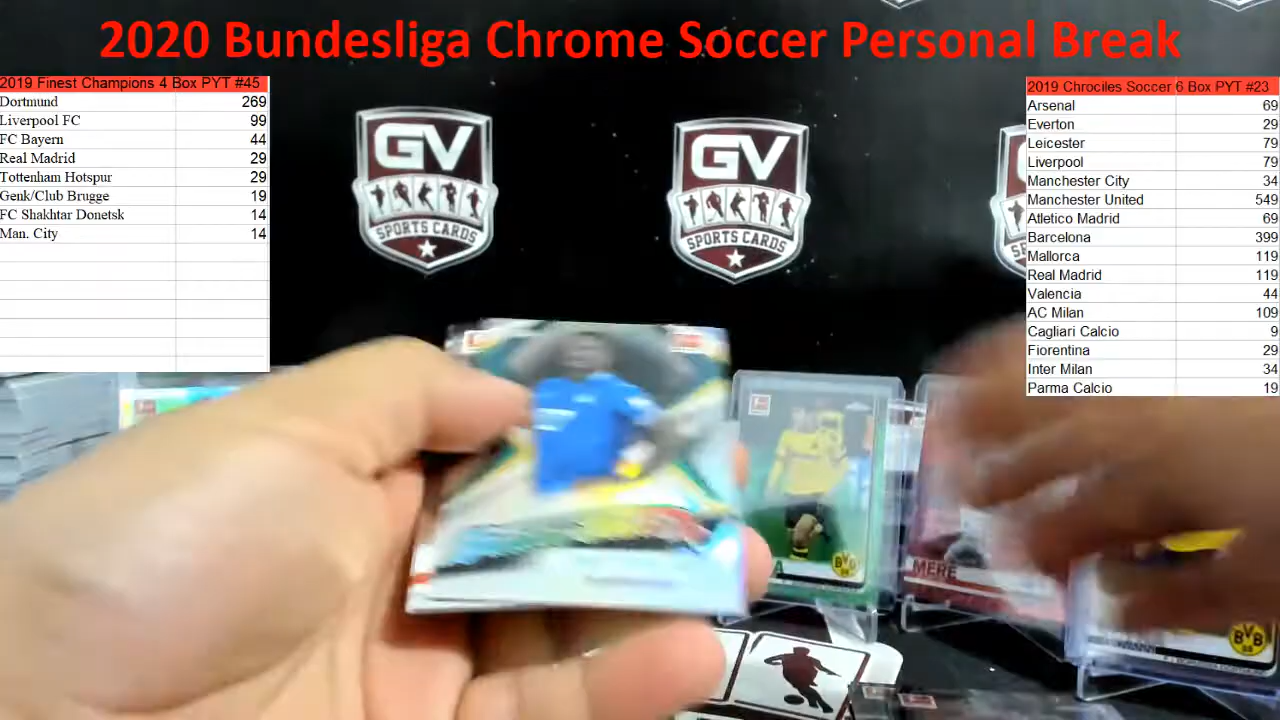 2020 Bundesliga Chrome Soccer Personal Break
2019 Finest Champions 4 Box PYT #45
Dortmund 269
Liverpool FC 99
FC Bayern 44
Real Madrid 29
Tottenham Hotspur 29
Genk/Club Brugge 19
FC Shakhtar Donetsk 14
Man. City 14
2019 Chrociles Soccer 6 Box PYT #23
Arsenal 69
Everton 29
Leicester 79
Liverpool 79
Manchester City 34
Manchester United 549
Atletico Madrid 69
Barcelona 399
Mallorca 119
Real Madrid 119
Valencia 44
AC Milan 109
Cagliari Calcio 9
Fiorentina 29
Inter Milan 34
Parma Calcio 19
GV
SPORTS CARDS
GV
SPORTS CARDS
MERE
BVB
09
BVB
09